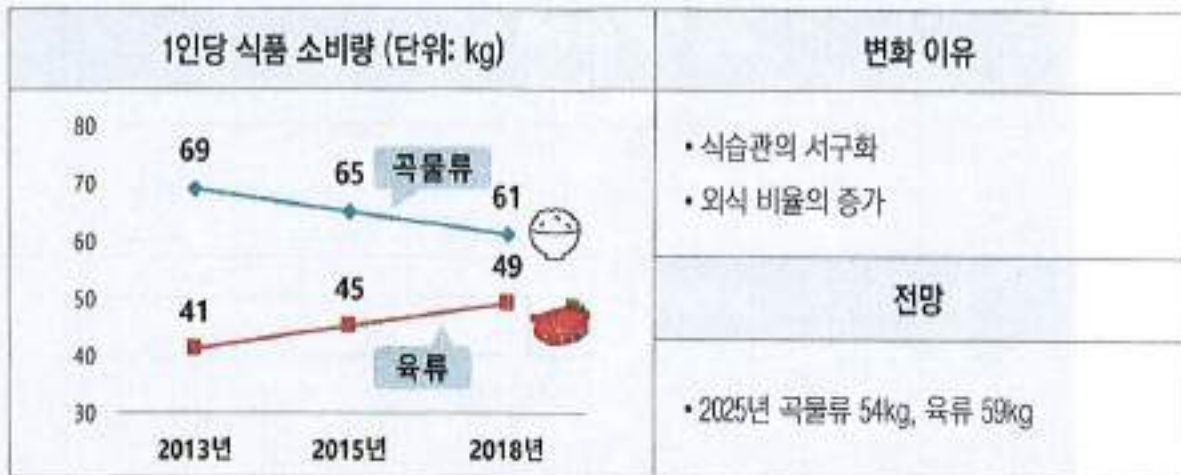 1인당 식품 소비량 (단위: kg)
80
70
60
50
40
30
69
65
61
곡물류
41
45
49
육류
2013년
2015년
2018년
변화 이유
• 식습관의 서구화
• 외식 비율의 증가
전망
• 2025년 곡물류 54kg, 육류 59kg